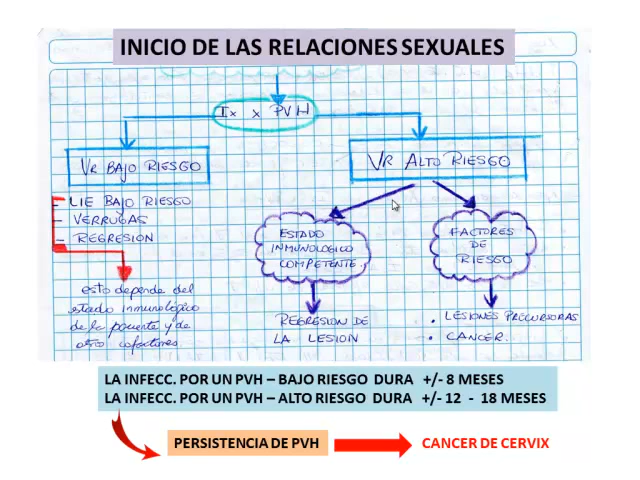 INICIO DE LAS RELACIONES SEXUALES
Ix x PVH
Vr BAJO RIESGO
VR ALTO RIESGO
- LIE BAJO RIESGO
- VERRUGAS
- REGRESION
ESTADO
INMUNOLOGICO
COMPETENTE.
FACTORES
DE
RIESGO
esto depende del
estado inmunológico
de la paciente y de
otro cofactores
REGRESION DE
LA LESION
• LESIONES PRECURSORAS
• CANCER.
LA INFECC. POR UN PVH – BAJO RIESGO DURA +/- 8 MESES
LA INFECC. POR UN PVH – ALTO RIESGO DURA +/- 12 - 18 MESES
PERSISTENCIA DE PVH
CANCER DE CERVIX